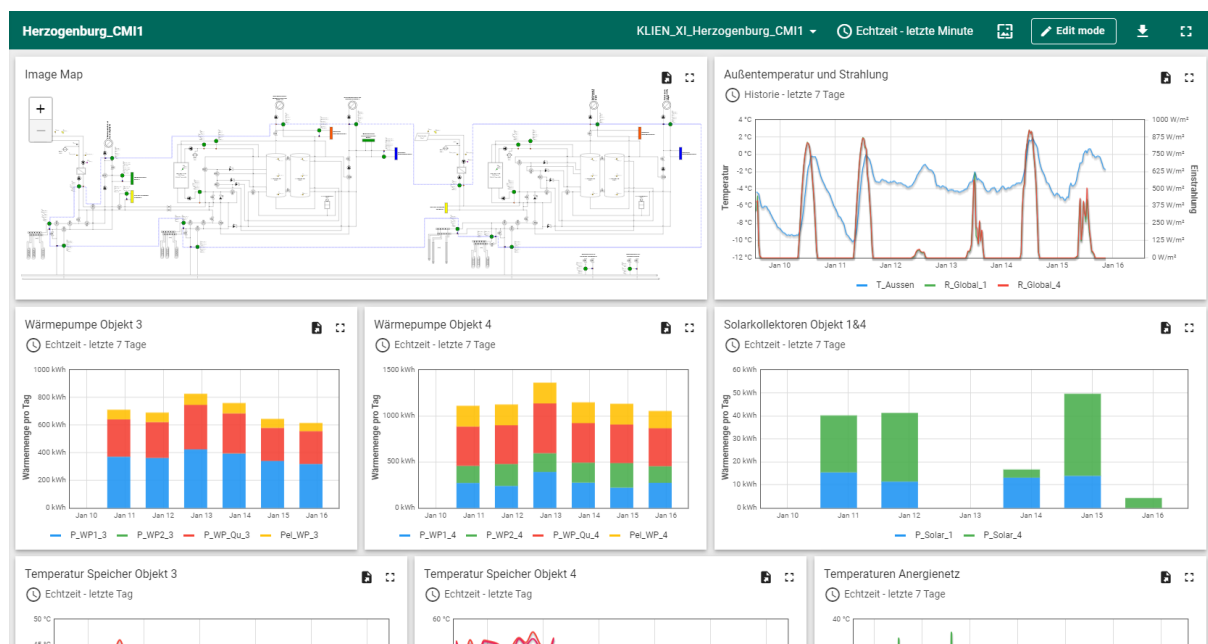 Herzogenburg_CMI1
KLIEN_XI_Herzogenburg_CMI1
Echtzeit - letzte Minute
Edit mode
Image Map
+
−
Außentemperatur und Strahlung
Historie - letzte 7 Tage
4 °C
2 °C
0 °C
-2 °C
-4 °C
-6 °C
-8 °C
-10 °C
-12 °C
Temperatur
1000 W/m²
875 W/m²
750 W/m²
625 W/m²
500 W/m²
375 W/m²
250 W/m²
125 W/m²
0 W/m²
Einstrahlung
Jan 10 Jan 11 Jan 12 Jan 13 Jan 14 Jan 15 Jan 16
T_Aussen R_Global_1 R_Global_4
Wärmepumpe Objekt 3
Echtzeit - letzte 7 Tage
1000 kWh
800 kWh
600 kWh
400 kWh
200 kWh
0 kWh
Wärmemenge pro Tag
Jan 10 Jan 11 Jan 12 Jan 13 Jan 14 Jan 15 Jan 16
P_WP1_3 P_WP2_3 P_WP_Qu_3 Pel_WP_3
Wärmepumpe Objekt 4
Echtzeit - letzte 7 Tage
1500 kWh
1000 kWh
500 kWh
0 kWh
Wärmemenge pro Tag
Jan 10 Jan 11 Jan 12 Jan 13 Jan 14 Jan 15 Jan 16
P_WP1_4 P_WP2_4 P_WP_Qu_4 Pel_WP_4
Solarkollektoren Objekt 1&4
Echtzeit - letzte 7 Tage
60 kWh
50 kWh
40 kWh
30 kWh
20 kWh
10 kWh
0 kWh
Wärmemenge pro Tag
Jan 10 Jan 11 Jan 12 Jan 13 Jan 14 Jan 15 Jan 16
P_Solar_1 P_Solar_4
Temperatur Speicher Objekt 3
Echtzeit - letzte Tag
50 °C
Temperatur Speicher Objekt 4
Echtzeit - letzte Tag
60 °C
Temperaturen Anergienetz
Echtzeit - letzte 7 Tage
40 °C